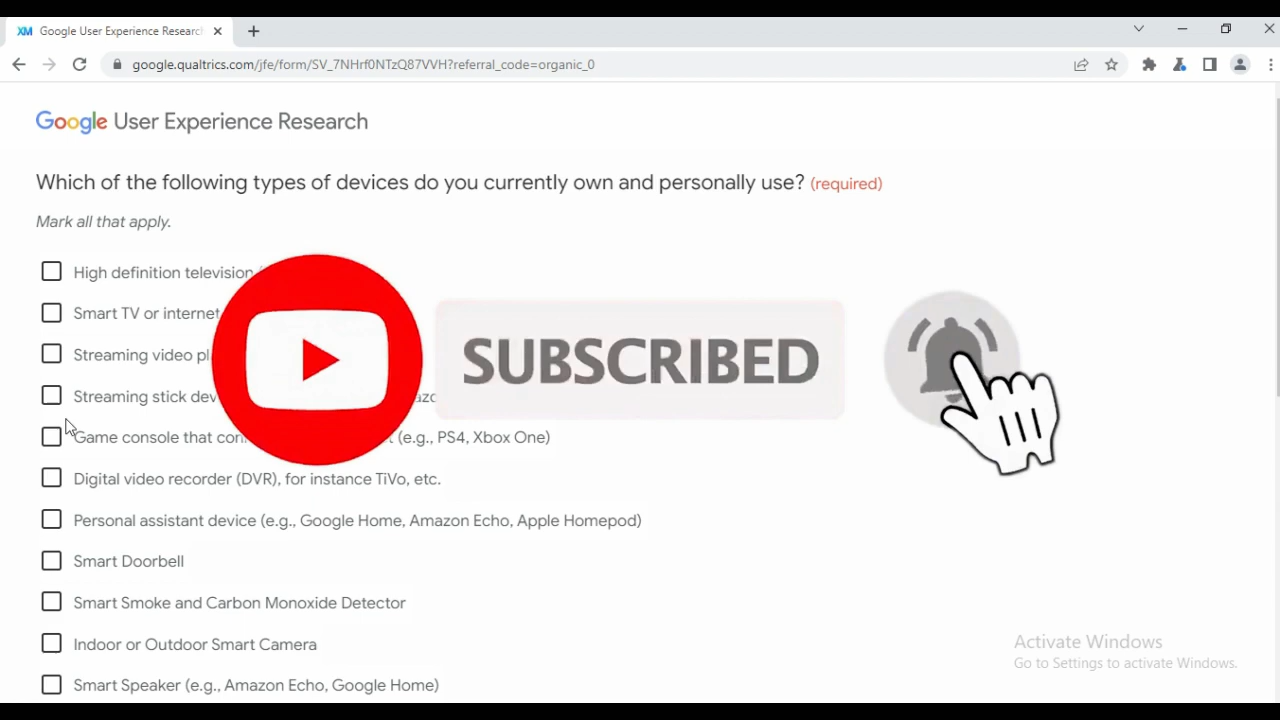 XM Google User Experience Research
google.qualtrics.com/jfe/form/SV_7NHrf0NTzQ87VVH?referral_code=organic_0
Google User Experience Research
Which of the following types of devices do you currently own and personally use? (required)
Mark all that apply.
High definition television
Smart TV or internet
Streaming video
Streaming stick
Game console that (e.g., PS4, Xbox One)
SUBSCRIBED
Digital video recorder (DVR), for instance TiVo, etc.
Personal assistant device (e.g., Google Home, Amazon Echo, Apple Homepod)
Smart Doorbell
Smart Smoke and Carbon Monoxide Detector
Indoor or Outdoor Smart Camera
Smart Speaker (e.g., Amazon Echo, Google Home)
Activate Windows
Go to Settings to activate Windows.